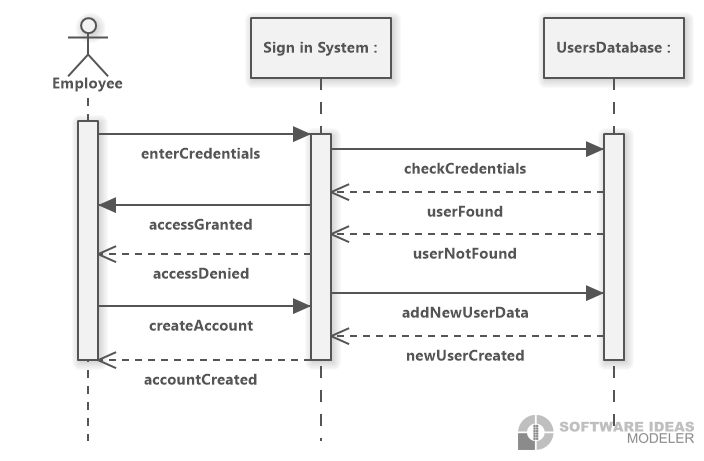 Employee
Sign in System :
UsersDatabase :
enterCredentials
checkCredentials
userFound
accessGranted
userNotFound
accessDenied
addNewUserData
createAccount
newUserCreated
accountCreated
SOFTWARE IDEAS
MODELER